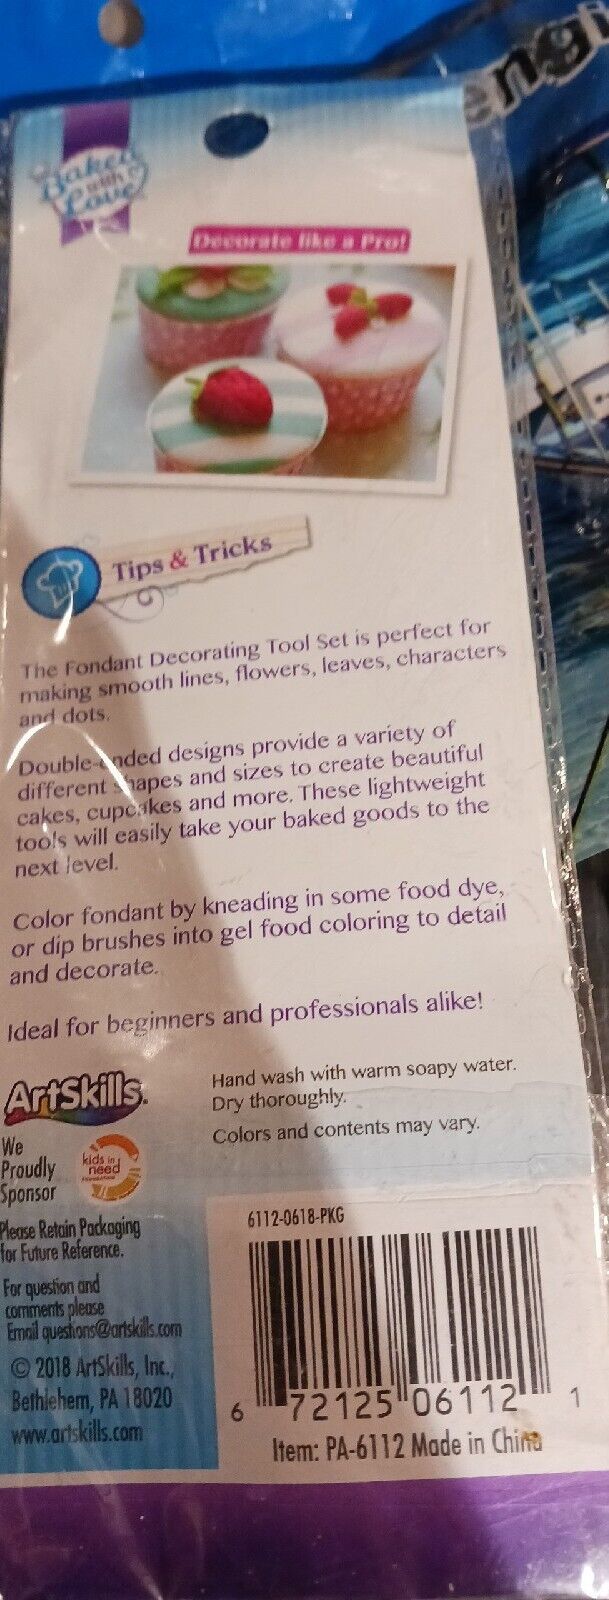 engi
Baked
with
Love
Decorate like a Pro!
Tips & Tricks
The Fondant Decorating Tool Set is perfect for
making smooth lines, flowers, leaves, characters
and dots.
Double-ended designs provide a variety of
different shapes and sizes to create beautiful
cakes, cupcakes and more. These lightweight
tools will easily take your baked goods to the
next level.
Color fondant by kneading in some food dye,
or dip brushes into gel food coloring to detail
and decorate.
Ideal for beginners and professionals alike!
ArtSkills.
We
Proudly
Sponsor
kids in
need
Foundation
Please Retain Packaging
for Future Reference.
For question and
comments please
Email questions@artskills.com
© 2018 ArtSkills, Inc.,
Bethlehem, PA 18020
www.artskills.com
Hand wash with warm soapy water.
Dry thoroughly.
Colors and contents may vary.
6112-0618-PKG
6 72125 06112 1
Item: PA-6112 Made in China